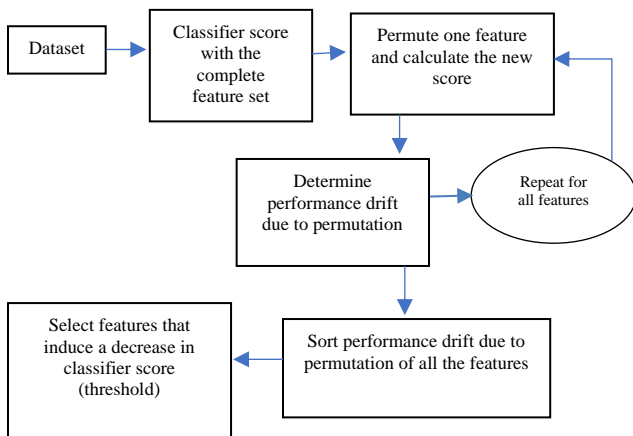 Dataset
Classifier score
with the
complete
feature set
Permute one feature
and calculate the new
score
Determine
performance drift
due to permutation
Repeat for
all features
Sort performance drift due to
permutation of all the features
Select features that
induce a decrease in
classifier score
(threshold)